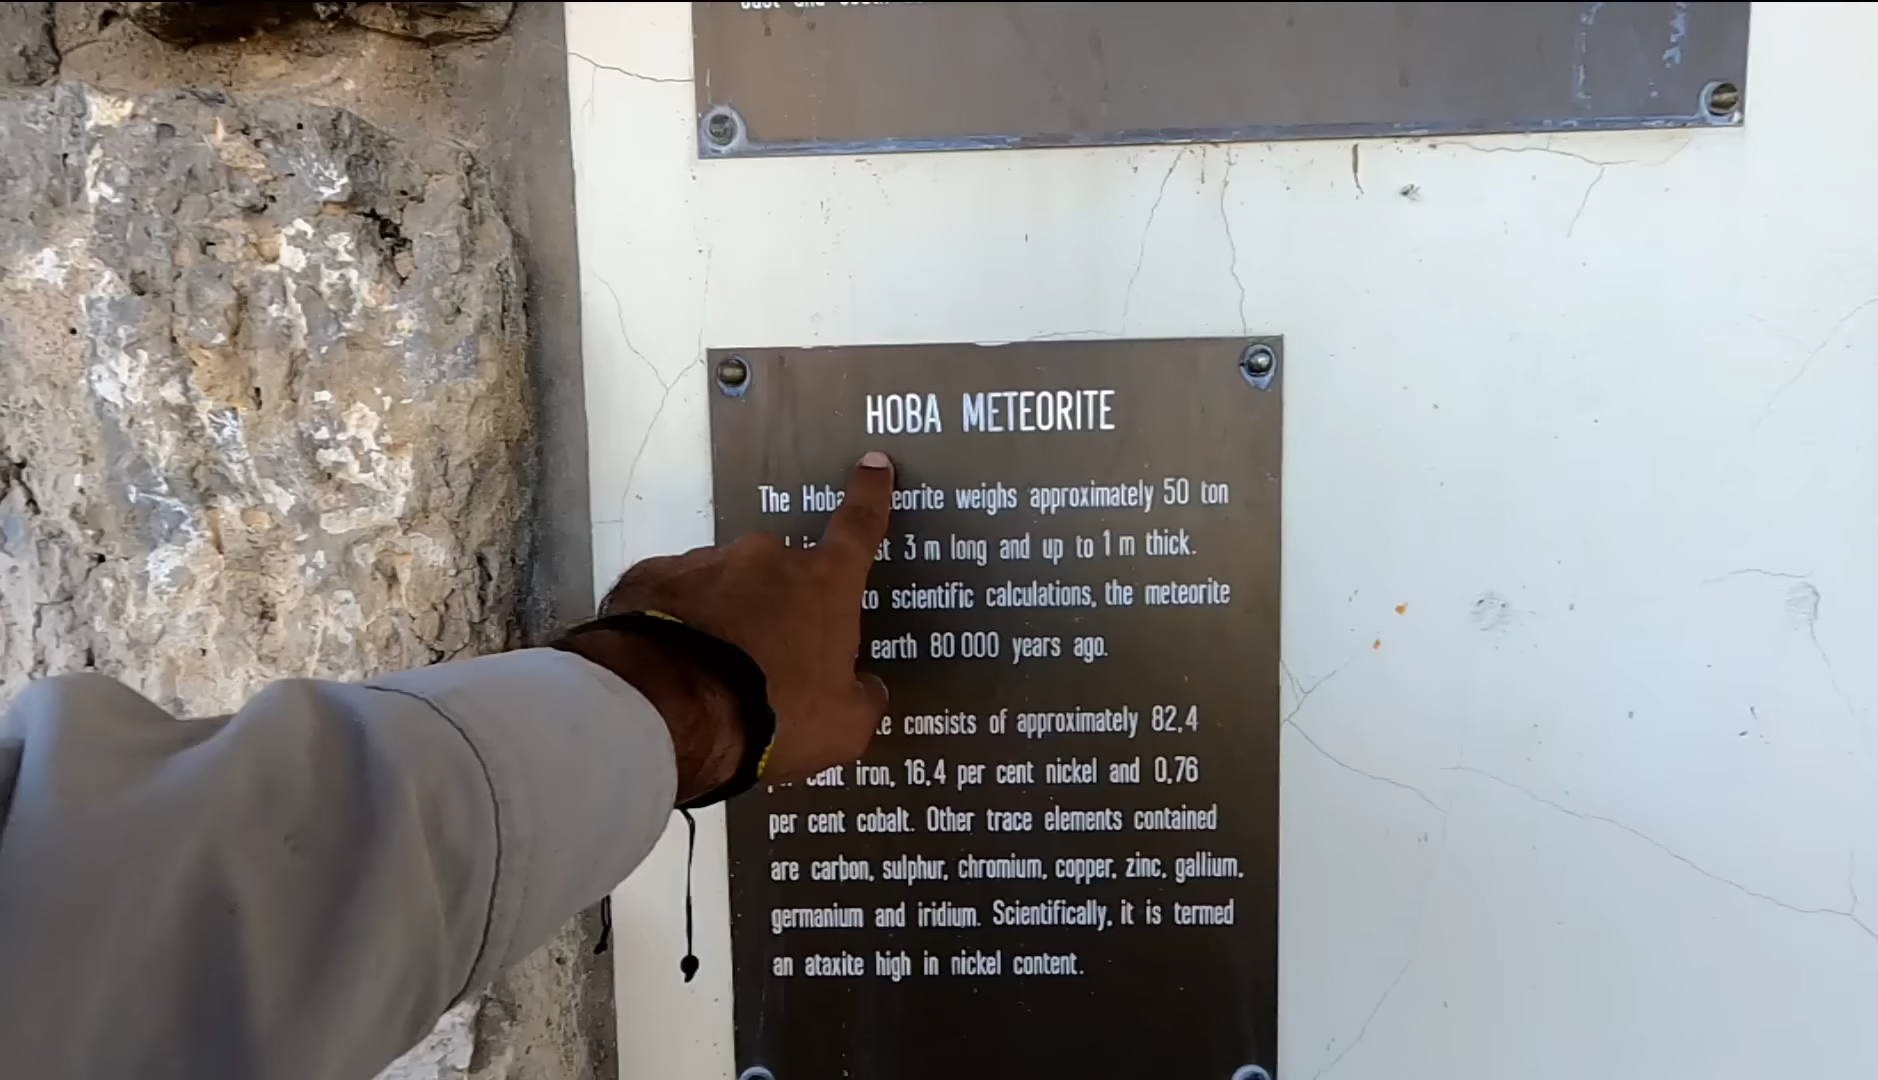 HOBA METEORITE
The Hoba eorite weighs approximately 50 ton
st 3 m long and up to 1 m thick.
to scientific calculations, the meteorite
earth 80 000 years ago.
te consists of approximately 82,4
cent iron, 16,4 per cent nickel and 0,76
per cent cobalt. Other trace elements contained
are carbon, sulphur, chromium, copper, zinc, gallium,
germanium and iridium. Scientifically, it is termed
an ataxite high in nickel content.